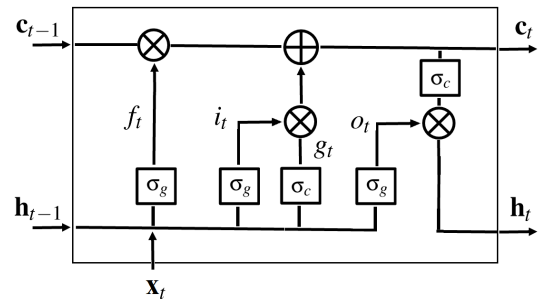 c_{t−1} c_t
σ_c
f_t i_t o_t
g_t
σ_g σ_g σ_c σ_g
h_{t−1} h_t
x_t